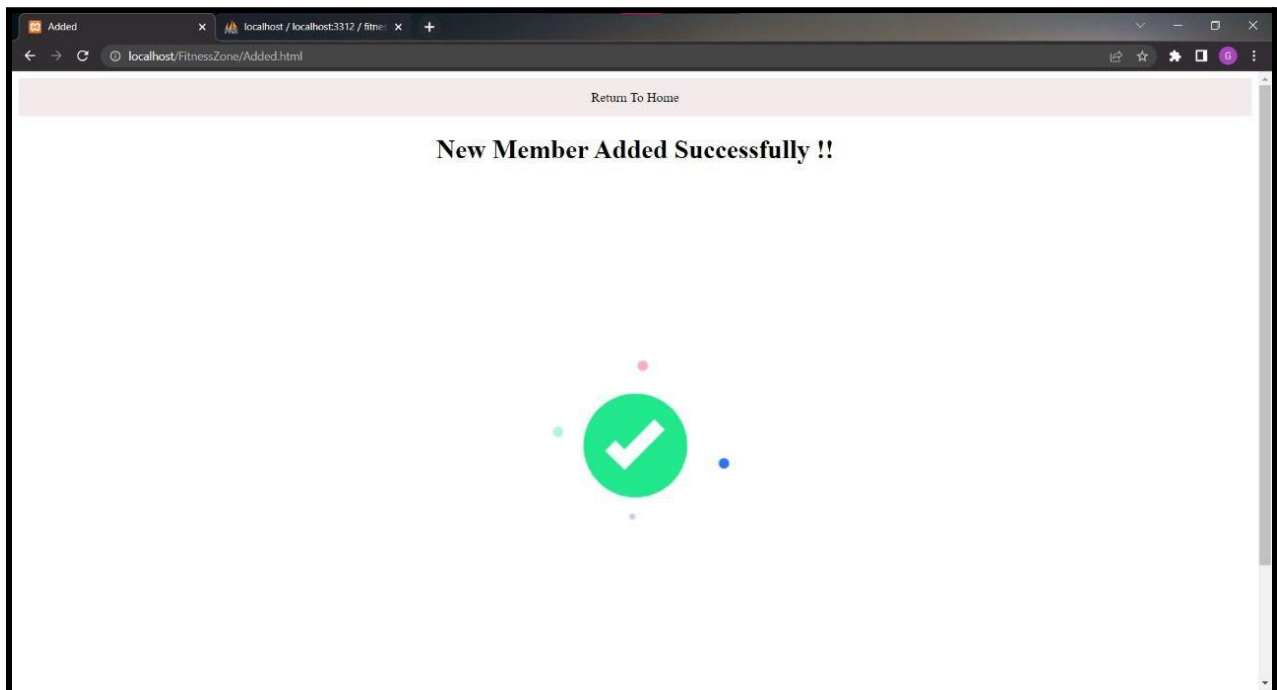 Added
localhost / localhost:3312 / fitne
localhost/FitnessZone/Added.html
G
Return To Home
New Member Added Successfully !!